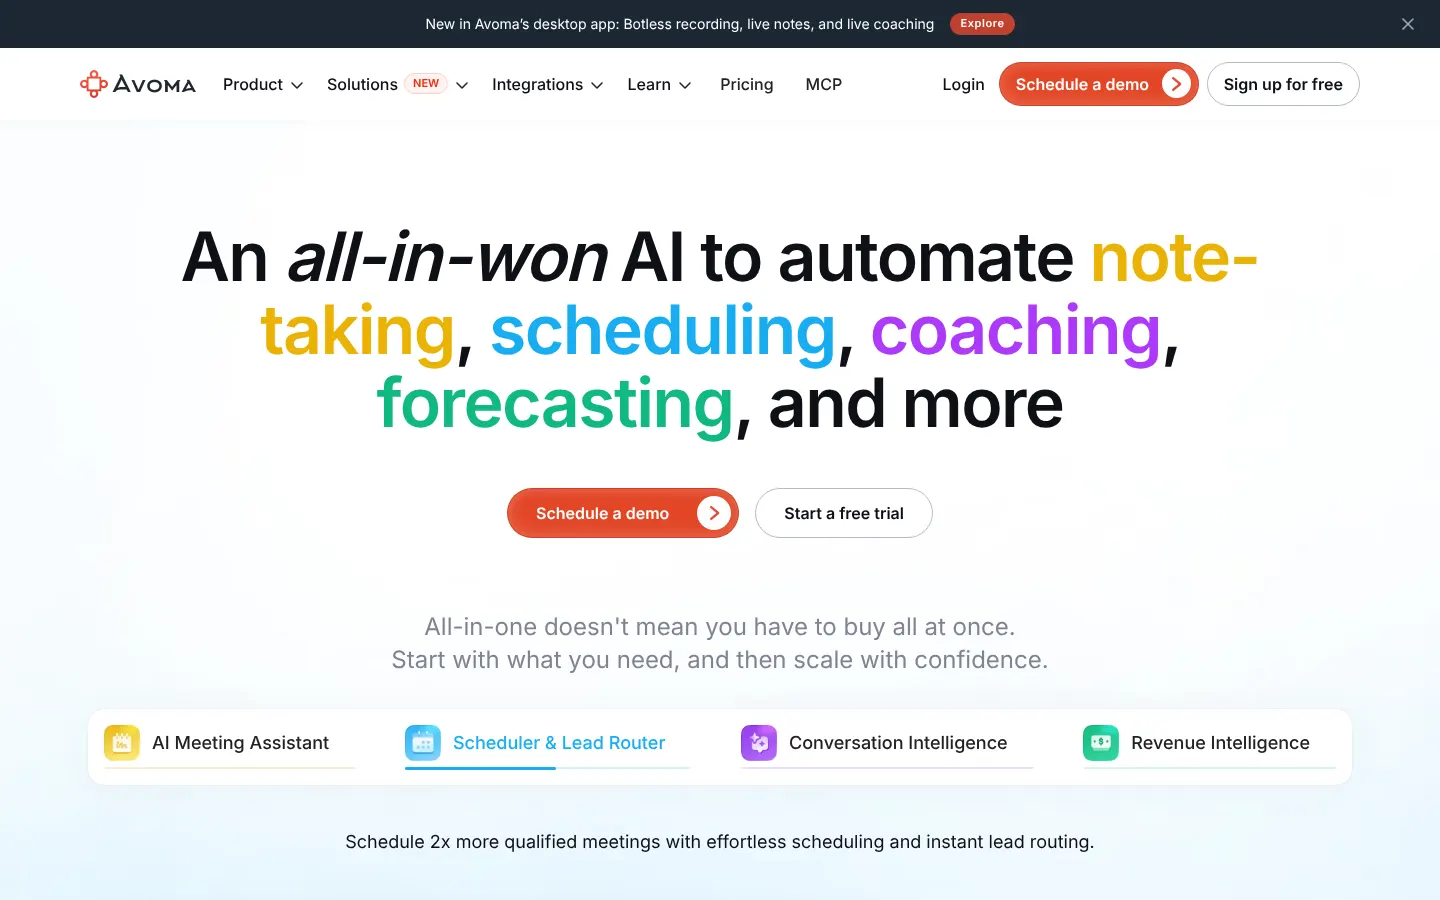 New in Avoma's desktop app: Botless recording, live notes, and live coaching Explore
AVOMA Product Solutions NEW Integrations Learn Pricing MCP Login Schedule a demo Sign up for free
An all-in-won AI to automate note-
taking, scheduling, coaching,
forecasting, and more
Schedule a demo Start a free trial
All-in-one doesn't mean you have to buy all at once.
Start with what you need, and then scale with confidence.
AI Meeting Assistant Scheduler & Lead Router Conversation Intelligence Revenue Intelligence
Schedule 2x more qualified meetings with effortless scheduling and instant lead routing.